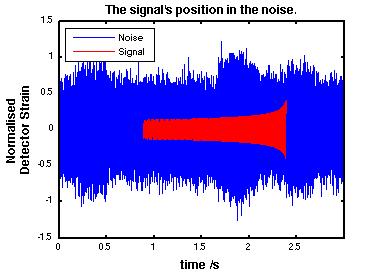 The signal's position in the noise.
Noise
Signal
Normalised
Detector Strain
1.5
1
0.5
0
-0.5
-1
-1.5
0 0.5 1 1.5 2 2.5
time /s